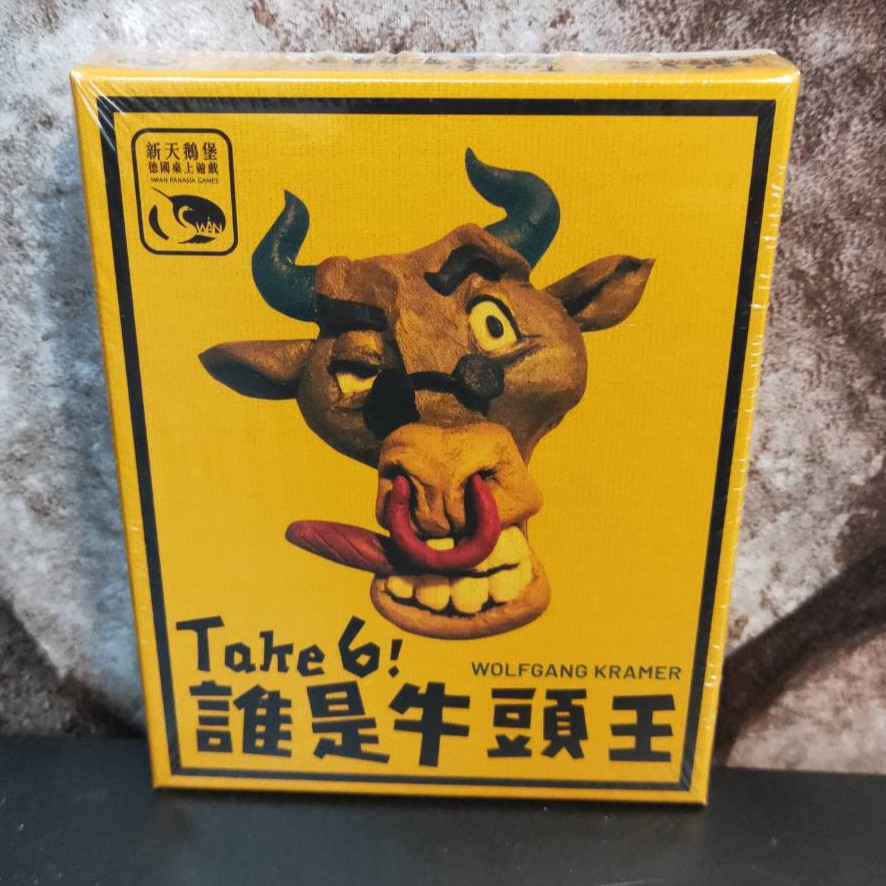 新天鵝堡
德國桌上遊戲
SWAN PANASIA GAMES
SWAN
Take 6!
WOLFGANG KRAMER
誰是牛頭王